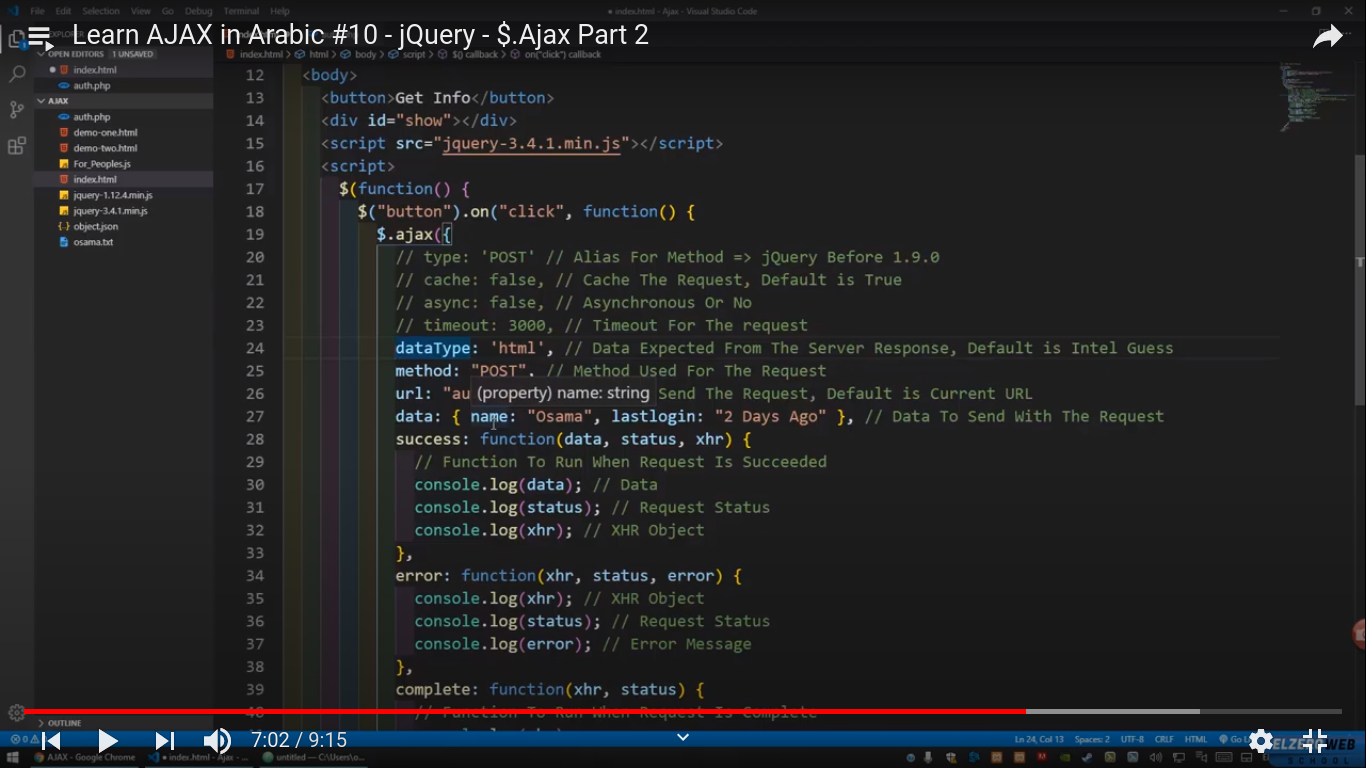 File Edit Selection View Go Debug Terminal Help
● index.html - Ajax - Visual Studio Code
Learn AJAX in Arabic #10 - jQuery - $.Ajax Part 2
OPEN EDITORS 1 UNSAVED
index.html
auth.php
AJAX
auth.php
demo-one.html
demo-two.html
For_Peoples.js
index.html
jquery-1.12.4.min.js
jquery-3.4.1.min.js
object.json
osama.txt
OUTLINE
index.html > html > body > script > $() callback > on("click") callback
12 <body>
13 <button>Get Info</button>
14 <div id="show"></div>
15 <script src="jquery-3.4.1.min.js"></script>
16 <script>
17 $(function() {
18 $("button").on("click", function() {
19 $.ajax({
20 // type: 'POST' // Alias For Method => jQuery Before 1.9.0
21 // cache: false, // Cache The Request, Default is True
22 // async: false, // Asynchronous Or No
23 // timeout: 3000, // Timeout For The request
24 dataType: 'html', // Data Expected From The Server Response, Default is Intel Guess
25 method: "POST", // Method Used For The Request
26 url: "au (property) name: string Send The Request, Default is Current URL
27 data: { name: "Osama", lastlogin: "2 Days Ago" }, // Data To Send With The Request
28 success: function(data, status, xhr) {
29 // Function To Run When Request Is Succeeded
30 console.log(data); // Data
31 console.log(status); // Request Status
32 console.log(xhr); // XHR Object
33 },
34 error: function(xhr, status, error) {
35 console.log(xhr); // XHR Object
36 console.log(status); // Request Status
37 console.log(error); // Error Message
38 },
39 complete: function(xhr, status) {
40 // Function To Run When Request Is Complete
7:02 / 9:15
Ln 24, Col 13 Spaces: 2 UTF-8 CRLF HTML
AJAX - Google Chrome
● index.html - Ajax - ...
untitled — C:\Users\o...
ELZERO WEB
SCHOOL